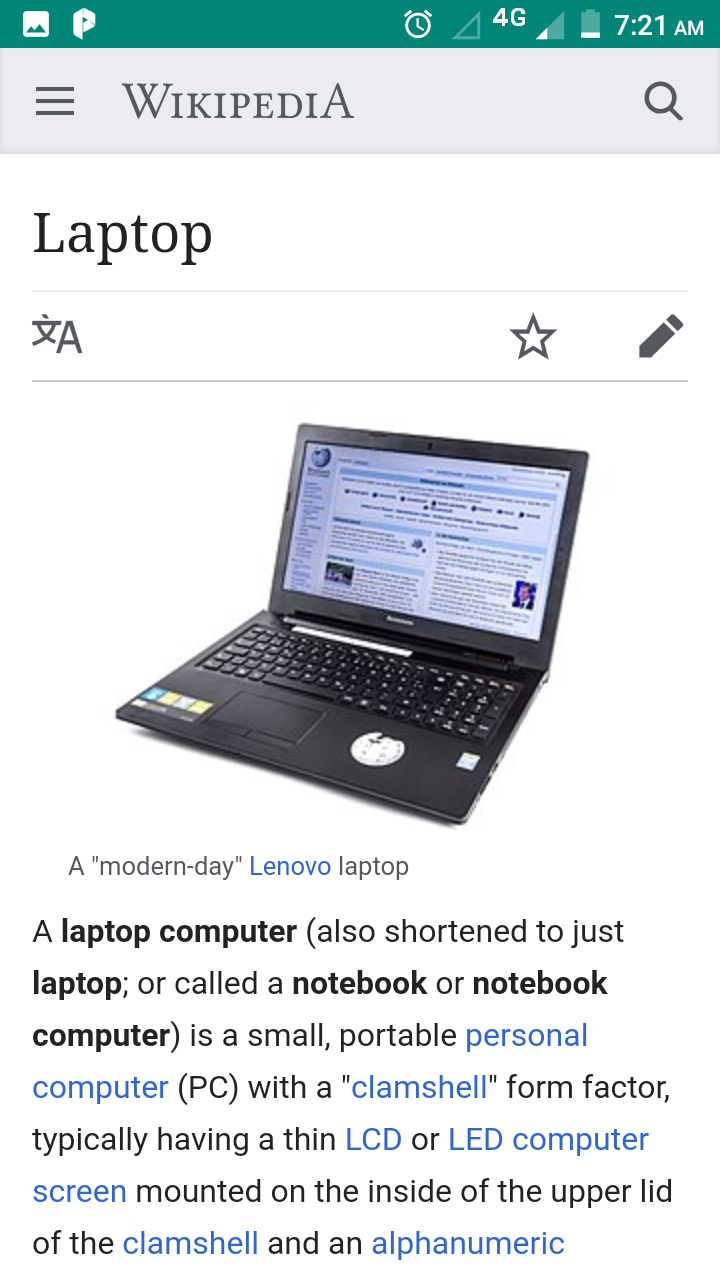 4G 7:21 AM
WIKIPEDIA
Laptop
文A
A "modern-day" Lenovo laptop
A laptop computer (also shortened to just
laptop; or called a notebook or notebook
computer) is a small, portable personal
computer (PC) with a "clamshell" form factor,
typically having a thin LCD or LED computer
screen mounted on the inside of the upper lid
of the clamshell and an alphanumeric